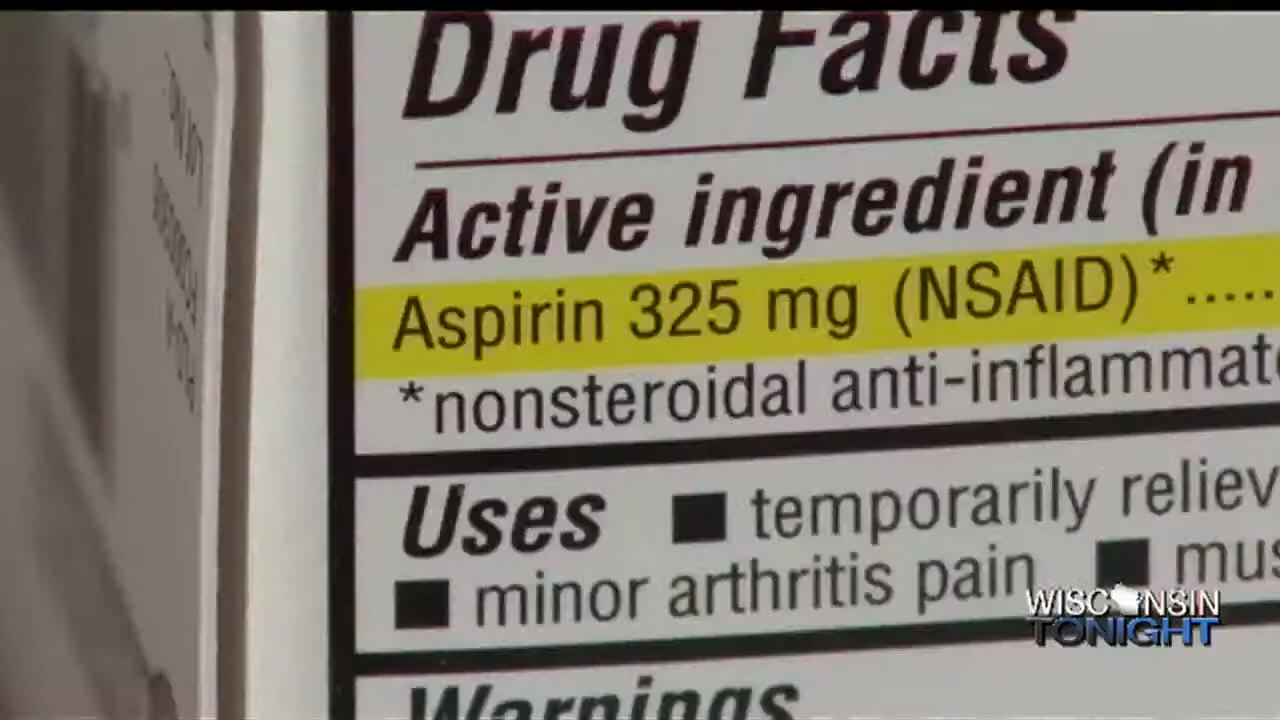 Drug Facts
Active ingredient (in
Aspirin 325 mg (NSAID)* .....
*nonsteroidal anti-inflammat
Uses ■ temporarily reliev
■ minor arthritis pain ■ mus
Warnings
WISCONSIN
TONIGHT